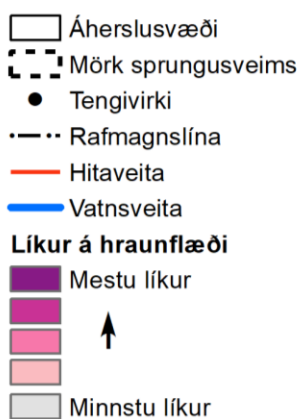 Áherslusvæði
Mörk sprungusveims
Tengivirki
Rafmagnslína
Hitaveita
Vatnsveita
Líkur á hraunflæði
Mestu líkur
Minnstu líkur